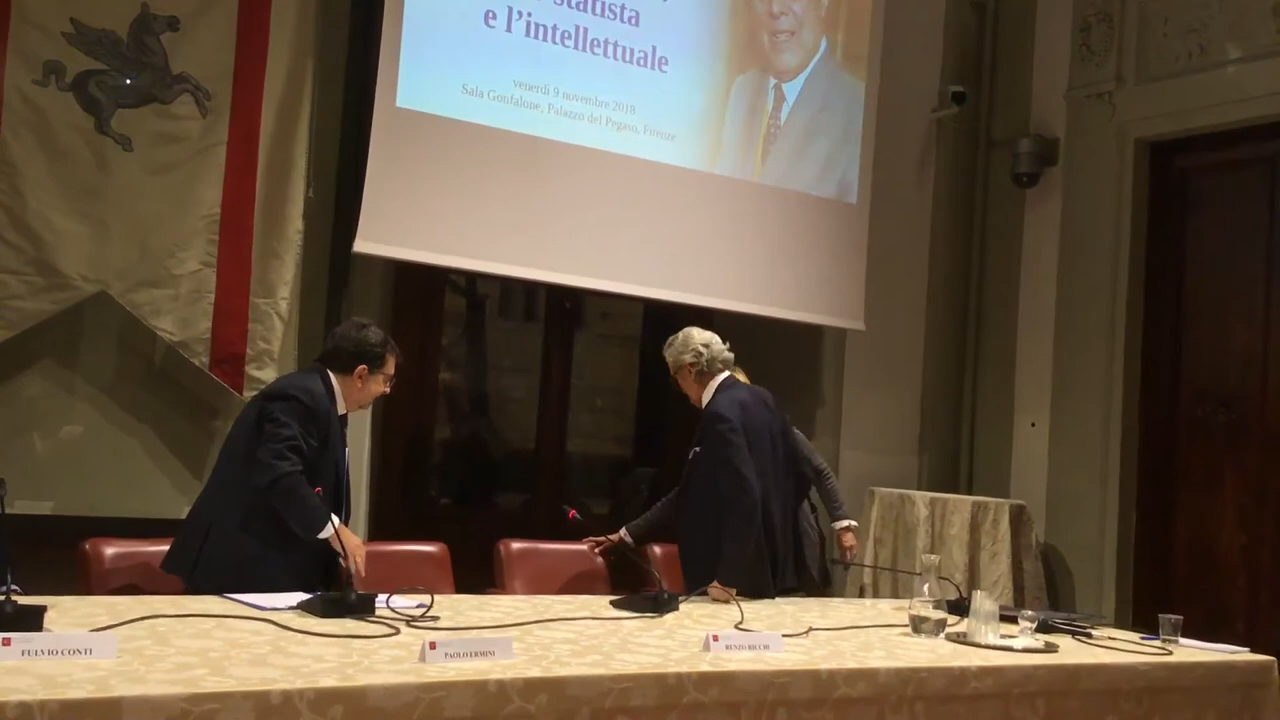 statista
e l'intellettuale
venerdì 9 novembre 2018
Sala Gonfalone, Palazzo del Pegaso, Firenze
FULVIO CONTI
PAOLO ERMINI
RENZO RICCHI